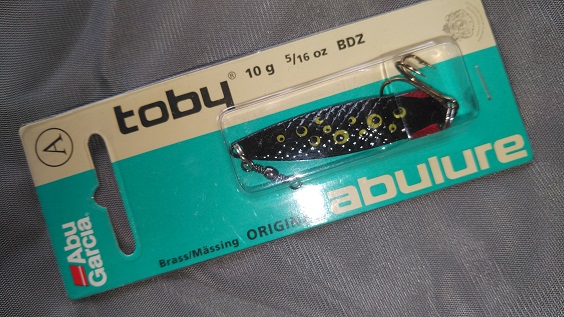 toby® 10 g 5/16 oz BDZ
A
Abu
Garcia®
abulure
Brass/Mässing ORIGIN